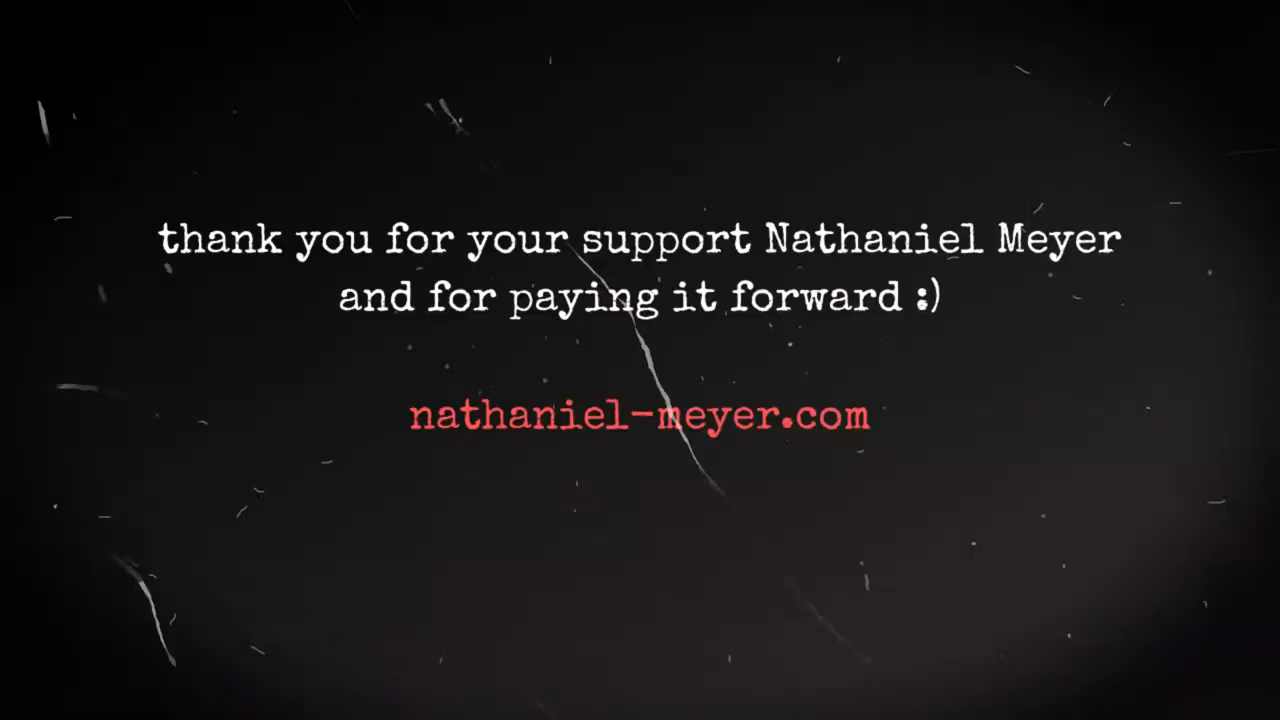 thank you for your support Nathaniel Meyer
and for paying it forward :)
nathaniel-meyer.com